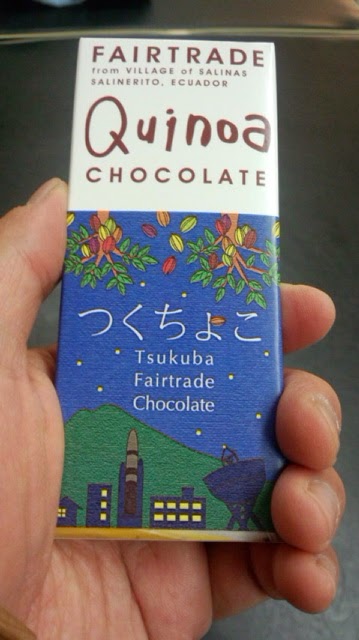 FAIRTRADE
from VILLAGE of SALINAS
SALINERITO, ECUADOR
Quinoa
CHOCOLATE
つくちょこ
Tsukuba
Fairtrade
Chocolate